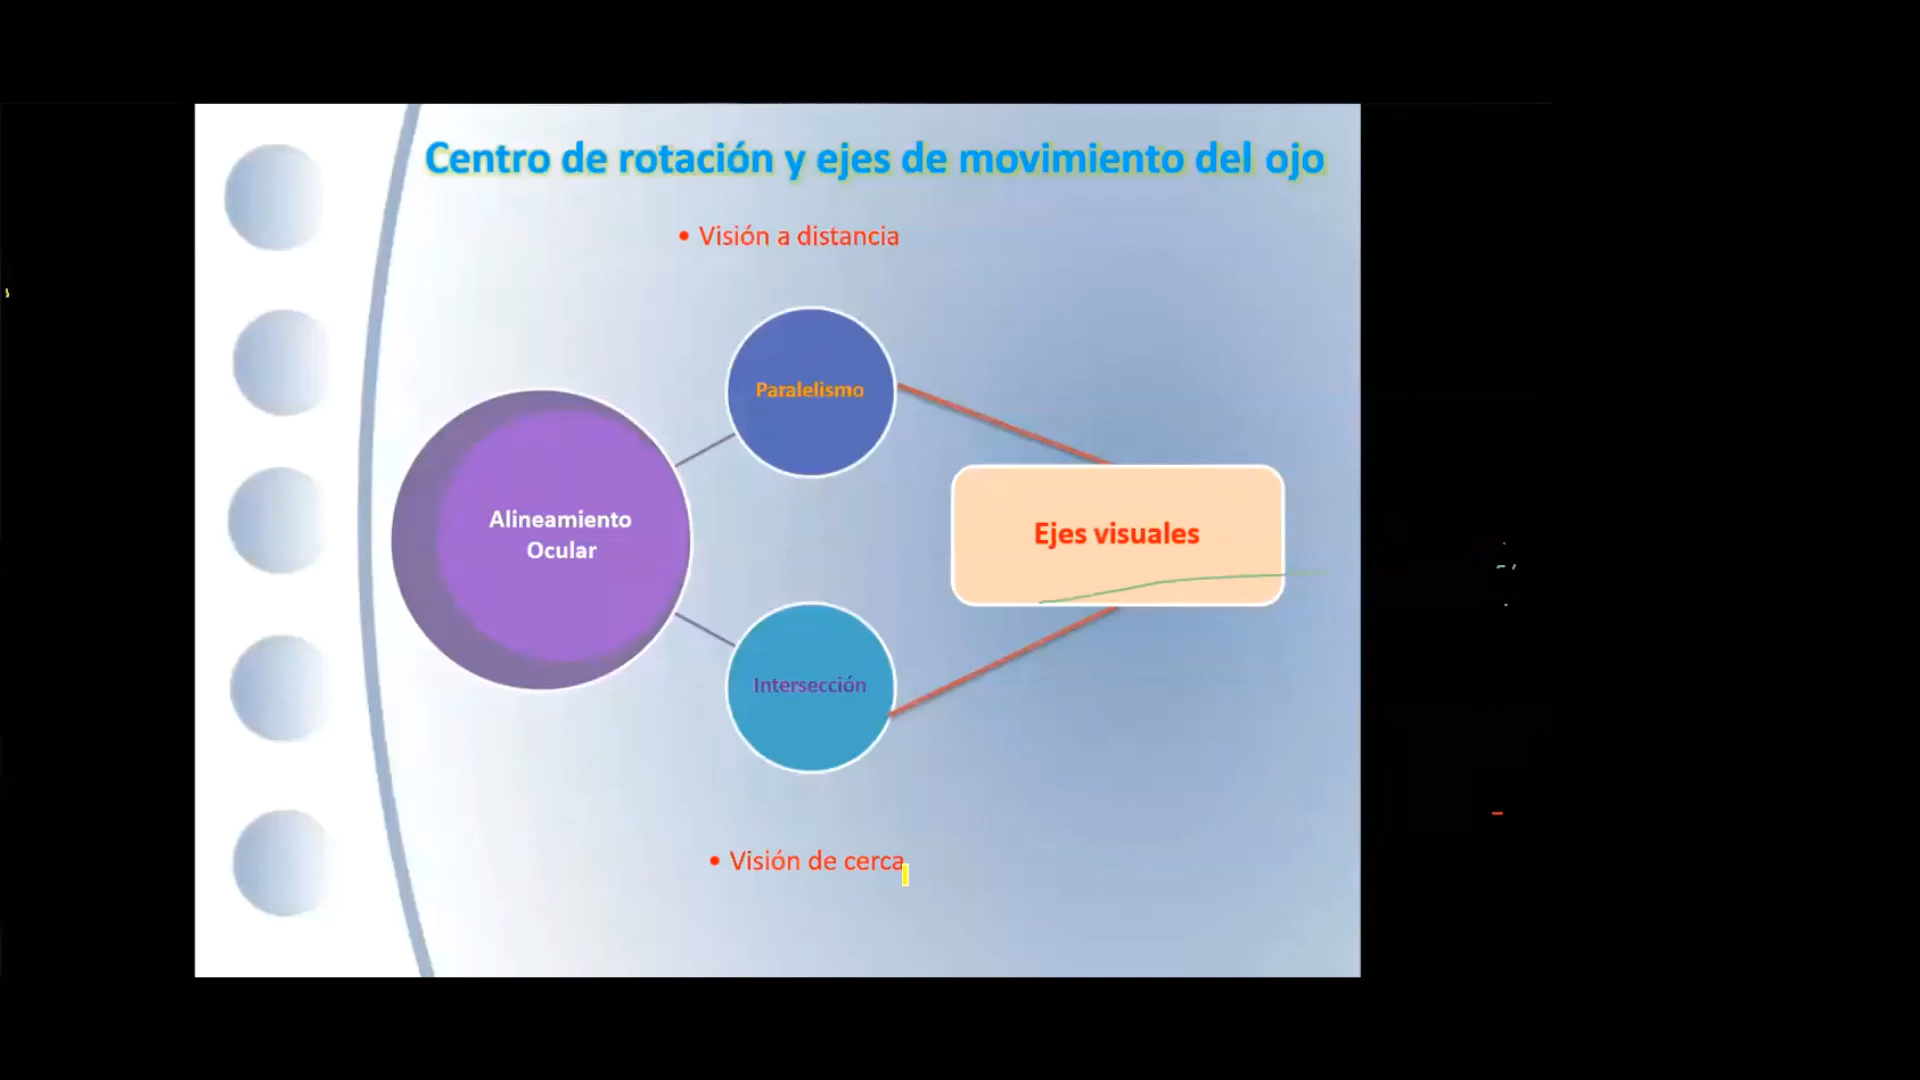 Centro de rotación y ejes de movimiento del ojo
• Visión a distancia
Paralelismo
Alineamiento
Ocular
Ejes visuales
Intersección
• Visión de cerca